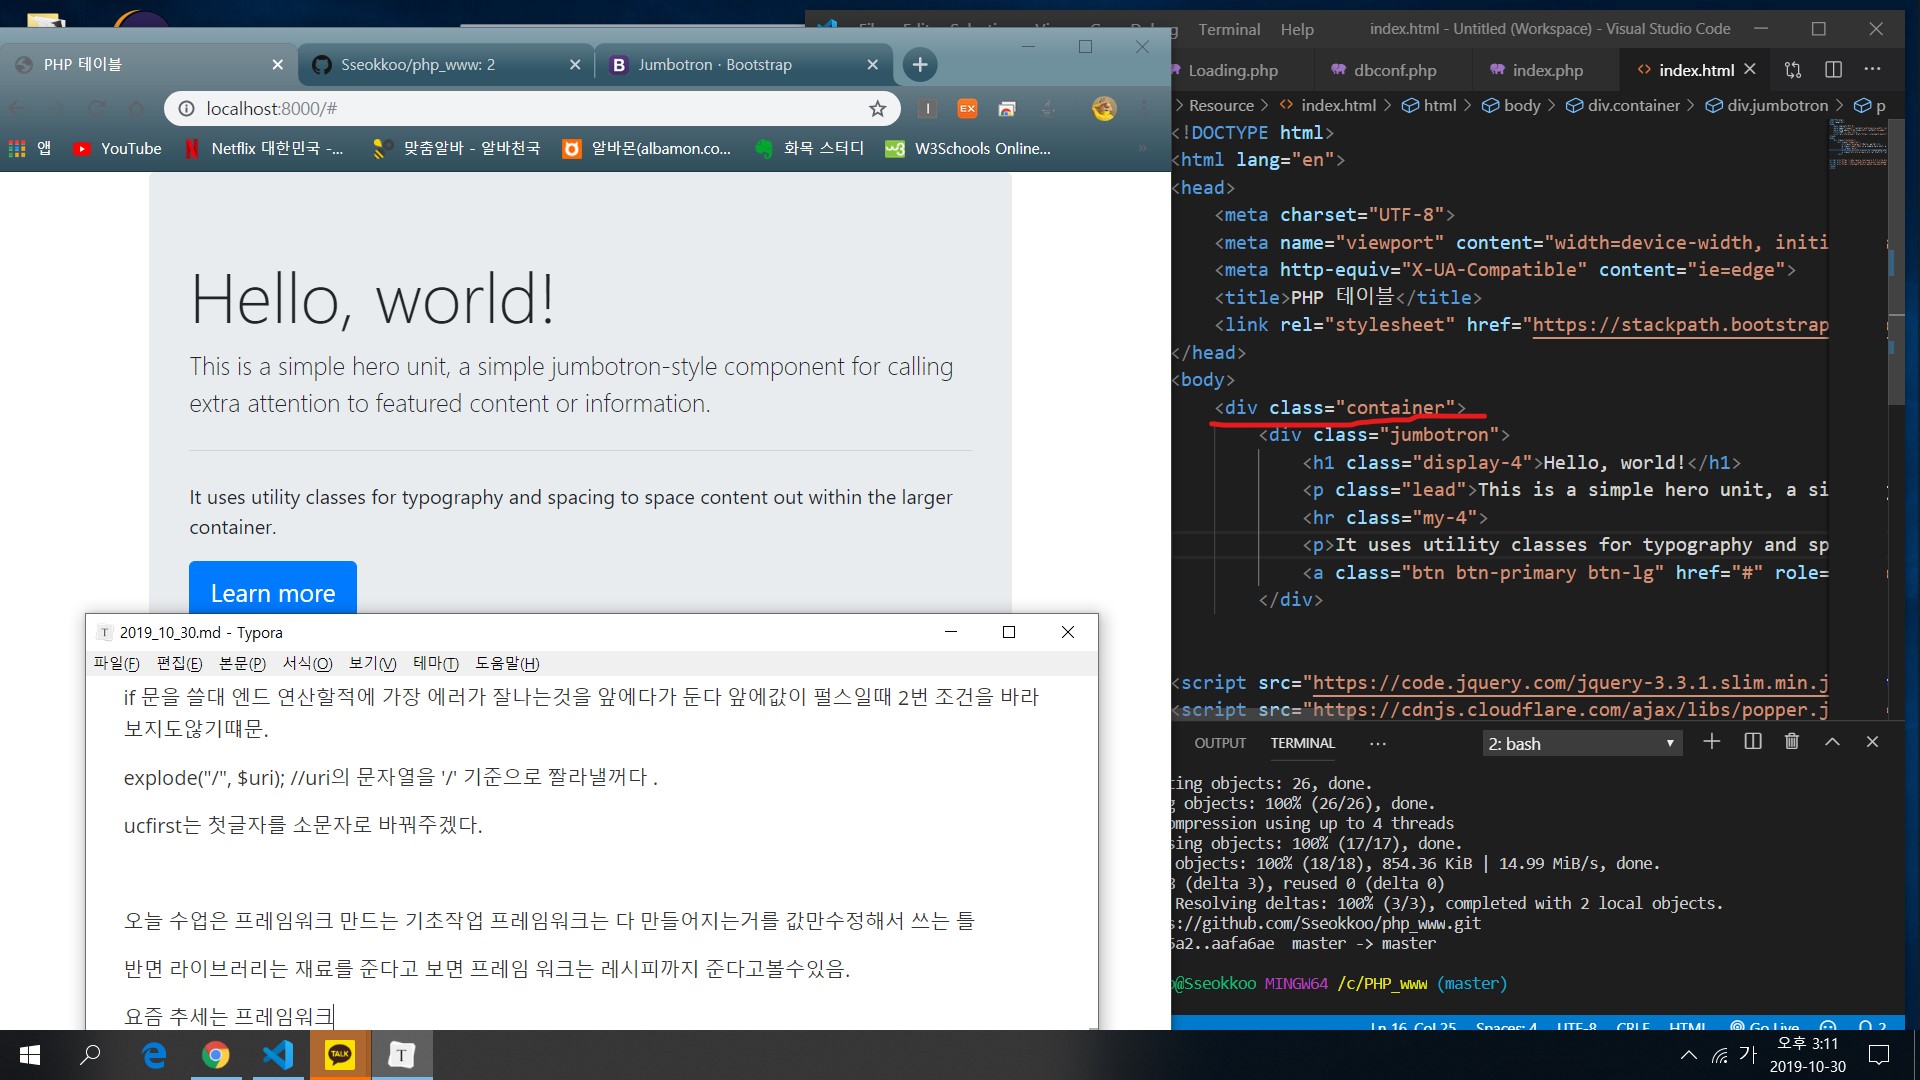 PHP 테이블
Sseokkoo/php_www: 2
Jumbotron · Bootstrap
localhost:8000/#
앱
YouTube
Netflix 대한민국 -...
맞춤알바 - 알바천국
알바몬(albamon.co...
화목 스터디
W3Schools Online...
Hello, world!
This is a simple hero unit, a simple jumbotron-style component for calling
extra attention to featured content or information.
It uses utility classes for typography and spacing to space content out within the larger
container.
Learn more
2019_10_30.md - Typora
파일(F) 편집(E) 본문(P) 서식(O) 보기(V) 테마(T) 도움말(H)
if 문을 쓸대 엔드 연산할적에 가장 에러가 잘나는것을 앞에다가 둔다 앞에값이 펄스일때 2번 조건을 바라
보지도않기떄문.
explode("/", $uri); //uri의 문자열을 '/' 기준으로 짤라낼꺼다 .
ucfirst는 첫글자를 소문자로 바꿔주겠다.
오늘 수업은 프레임워크 만드는 기초작업 프레임워크는 다 만들어지는거를 값만수정해서 쓰는 틀
반면 라이브러리는 재료를 준다고 보면 프레임 워크는 레시피까지 준다고볼수있음.
요즘 추세는 프레임워크
Terminal Help
index.html - Untitled (Workspace) - Visual Studio Code
Loading.php
dbconf.php
index.php
index.html
> Resource > index.html > html > body > div.container > div.jumbotron > p
<!DOCTYPE html>
<html lang="en">
<head>
<meta charset="UTF-8">
<meta name="viewport" content="width=device-width, initi
<meta http-equiv="X-UA-Compatible" content="ie=edge">
<title>PHP 테이블</title>
<link rel="stylesheet" href="https://stackpath.bootstrap
</head>
<body>
<div class="container">
<div class="jumbotron">
<h1 class="display-4">Hello, world!</h1>
<p class="lead">This is a simple hero unit, a si
<hr class="my-4">
<p>It uses utility classes for typography and sp
<a class="btn btn-primary btn-lg" href="#" role=
</div>
<script src="https://code.jquery.com/jquery-3.3.1.slim.min.j
<script src="https://cdnjs.cloudflare.com/ajax/libs/popper.j
OUTPUT TERMINAL ... 2: bash
ting objects: 26, done.
g objects: 100% (26/26), done.
ompression using up to 4 threads
sing objects: 100% (17/17), done.
objects: 100% (18/18), 854.36 KiB | 14.99 MiB/s, done.
8 (delta 3), reused 0 (delta 0)
Resolving deltas: 100% (3/3), completed with 2 local objects.
s://github.com/Sseokkoo/php_www.git
5a2..aafa6ae master -> master
@Sseokkoo MINGW64 /c/PHP_www (master)
Ln 16, Col 25 Spaces: 4 UTF-8 CRLF HTML Go Live 2
TALK
가
오후 3:11
2019-10-30